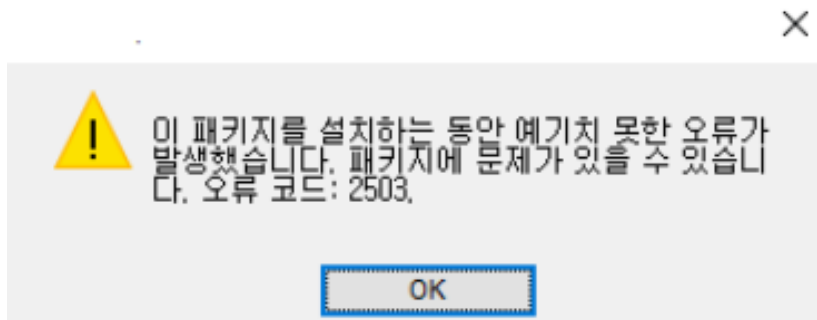 이 패키지를 설치하는 동안 예기치 못한 오류가
발생했습니다. 패키지에 문제가 있을 수 있습니
다. 오류 코드: 2503.
OK